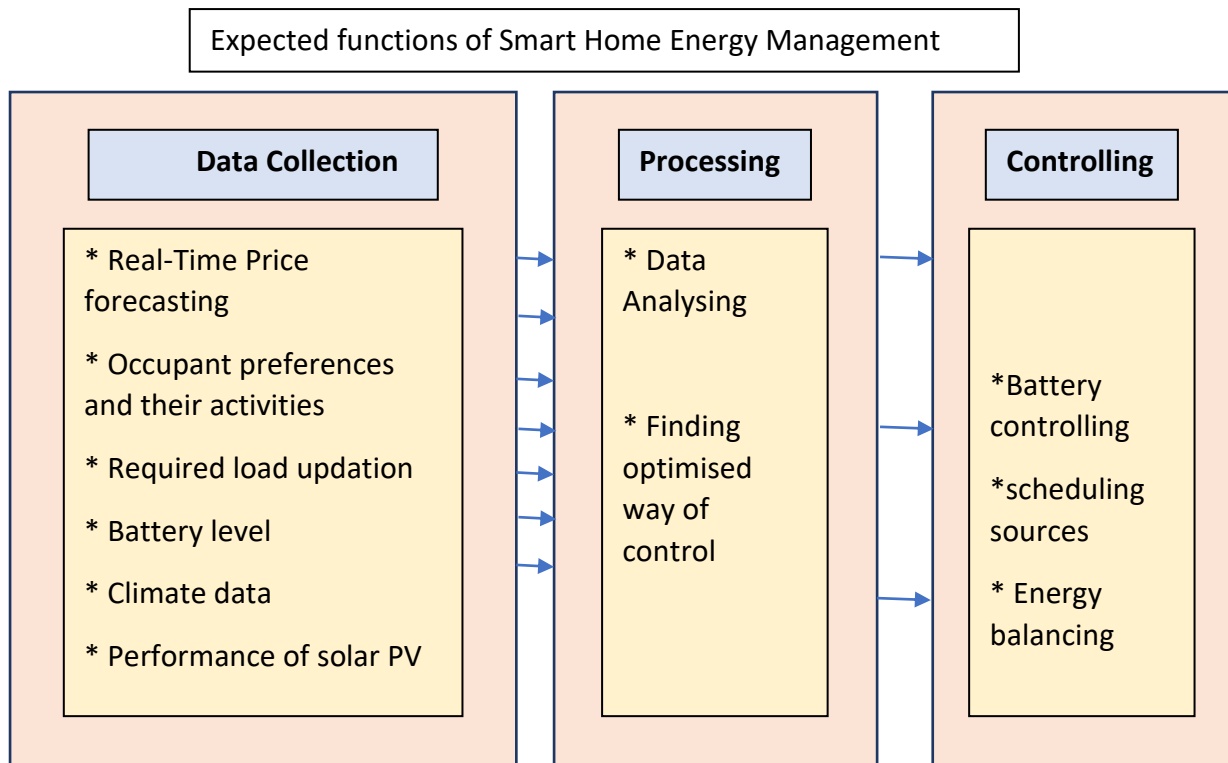 Expected functions of Smart Home Energy Management
Data Collection
* Real-Time Price
forecasting
* Occupant preferences
and their activities
* Required load updation
* Battery level
* Climate data
* Performance of solar PV
Processing
* Data
Analysing
* Finding
optimised
way of
control
Controlling
*Battery
controlling
*scheduling
sources
* Energy
balancing